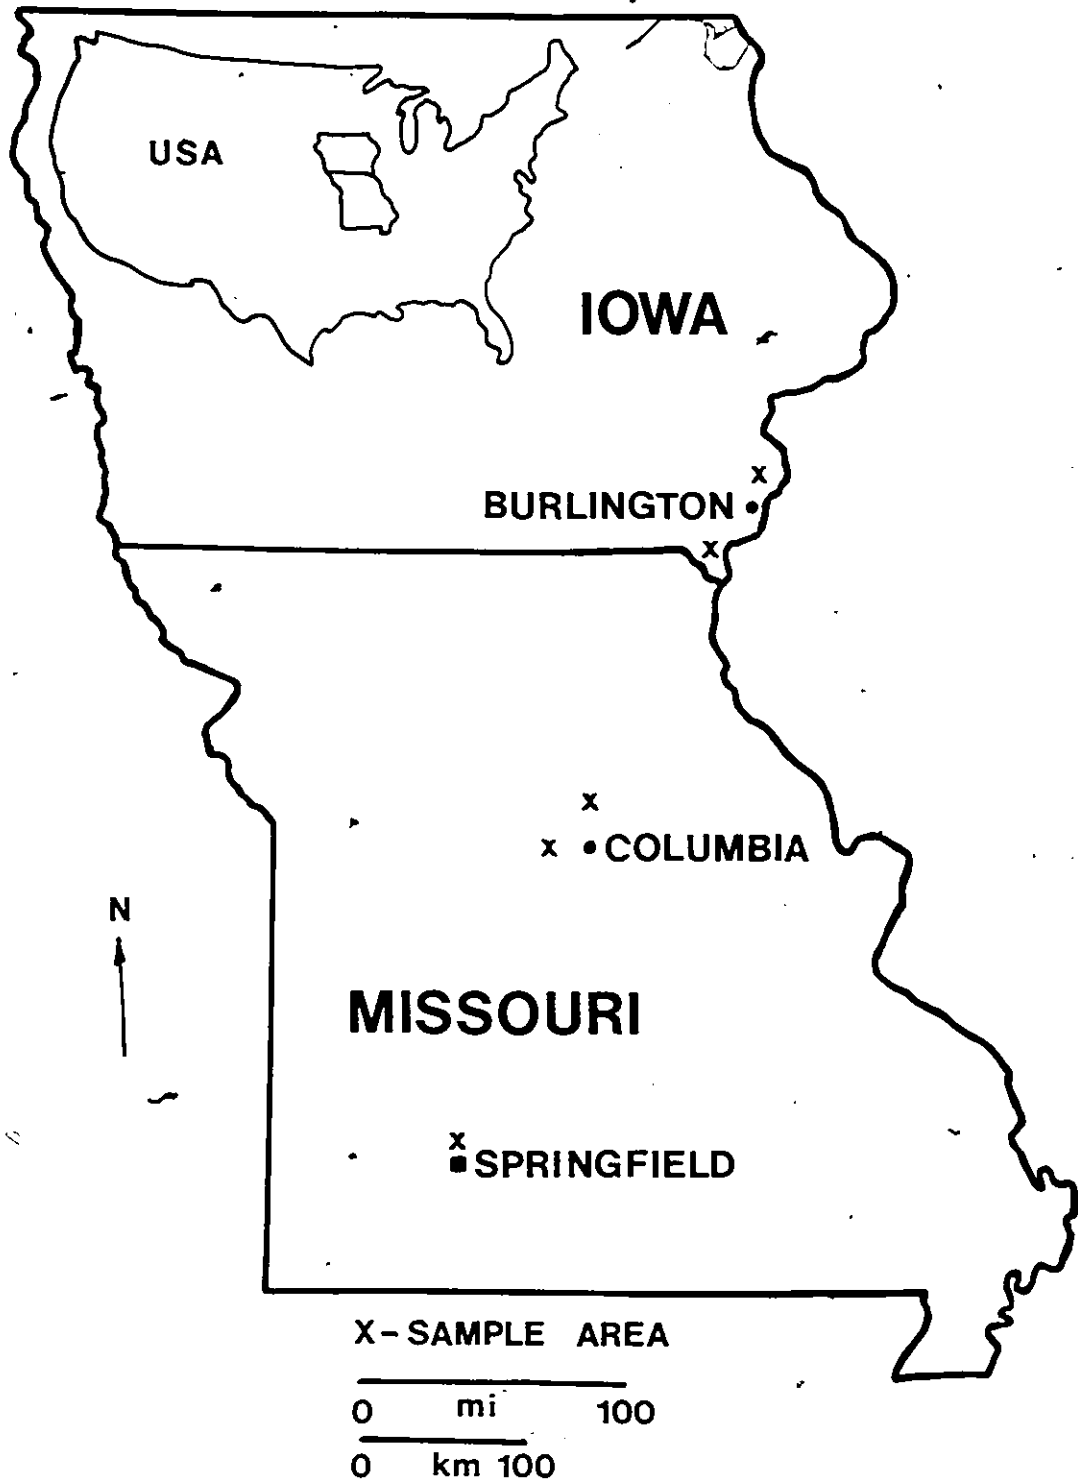 USA
IOWA
x
BURLINGTON
x
x
x COLUMBIA
N
MISSOURI
x
SPRINGFIELD
X-SAMPLE AREA
0 mi 100
0 km 100